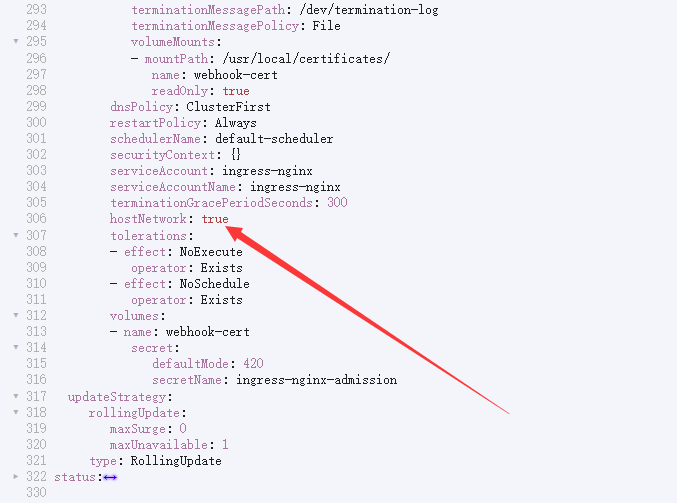 293 terminationMessagePath: /dev/termination-log
294 terminationMessagePolicy: File
295 volumeMounts:
296 - mountPath: /usr/local/certificates/
297 name: webhook-cert
298 readOnly: true
299 dnsPolicy: ClusterFirst
300 restartPolicy: Always
301 schedulerName: default-scheduler
302 securityContext: {}
303 serviceAccount: ingress-nginx
304 serviceAccountName: ingress-nginx
305 terminationGracePeriodSeconds: 300
306 hostNetwork: true
307 tolerations:
308 - effect: NoExecute
309 operator: Exists
310 - effect: NoSchedule
311 operator: Exists
312 volumes:
313 - name: webhook-cert
314 secret:
315 defaultMode: 420
316 secretName: ingress-nginx-admission
317 updateStrategy:
318 rollingUpdate:
319 maxSurge: 0
320 maxUnavailable: 1
321 type: RollingUpdate
322 status:↔
330